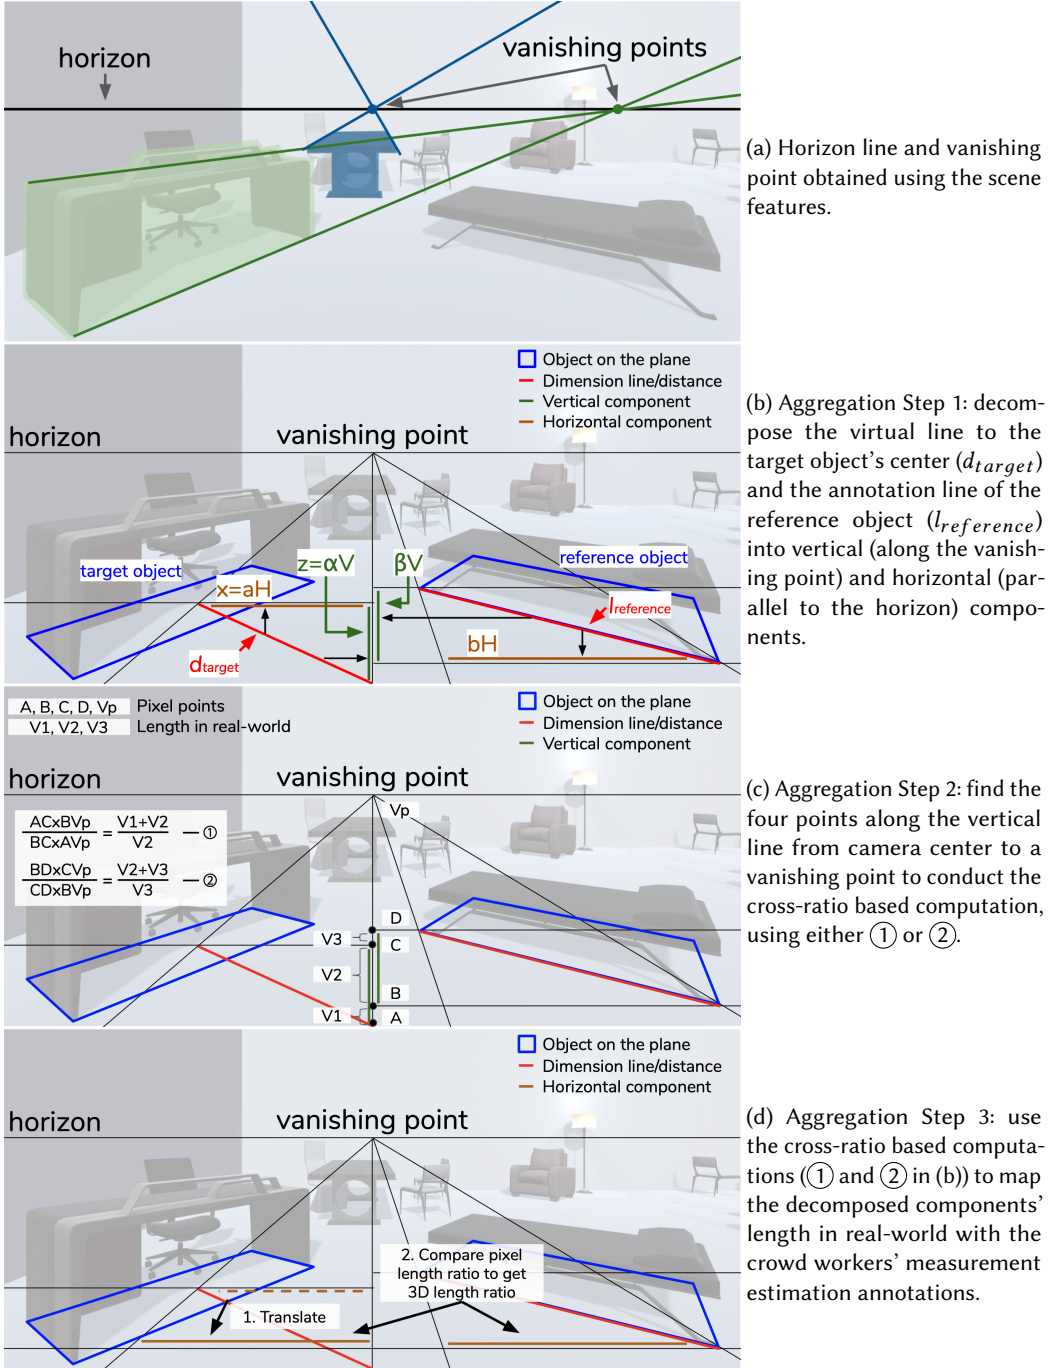 horizon
vanishing points
(a) Horizon line and vanishing
point obtained using the scene
features.
Object on the plane
Dimension line/distance
Vertical component
Horizontal component
horizon
vanishing point
target object
z=αV
βV
reference object
x=aH
lreference
dtarget
bH
(b) Aggregation Step 1: decom-
pose the virtual line to the
target object's center (dtarget)
and the annotation line of the
reference object (lreference)
into vertical (along the vanish-
ing point) and horizontal (par-
allel to the horizon) compo-
nents.
A, B, C, D, Vp Pixel points
V1, V2, V3 Length in real-world
Object on the plane
Dimension line/distance
Vertical component
horizon
vanishing point
Vp
ACxBVp / BCxAVp = V1+V2 / V2 — ①
BDxCVp / CDxBVp = V2+V3 / V3 — ②
D
V3 C
V2
B
V1 A
(c) Aggregation Step 2: find the
four points along the vertical
line from camera center to a
vanishing point to conduct the
cross-ratio based computation,
using either ① or ②.
Object on the plane
Dimension line/distance
Horizontal component
horizon
vanishing point
2. Compare pixel
length ratio to get
3D length ratio
1. Translate
(d) Aggregation Step 3: use
the cross-ratio based computa-
tions (① and ② in (b)) to map
the decomposed components'
length in real-world with the
crowd workers' measurement
estimation annotations.